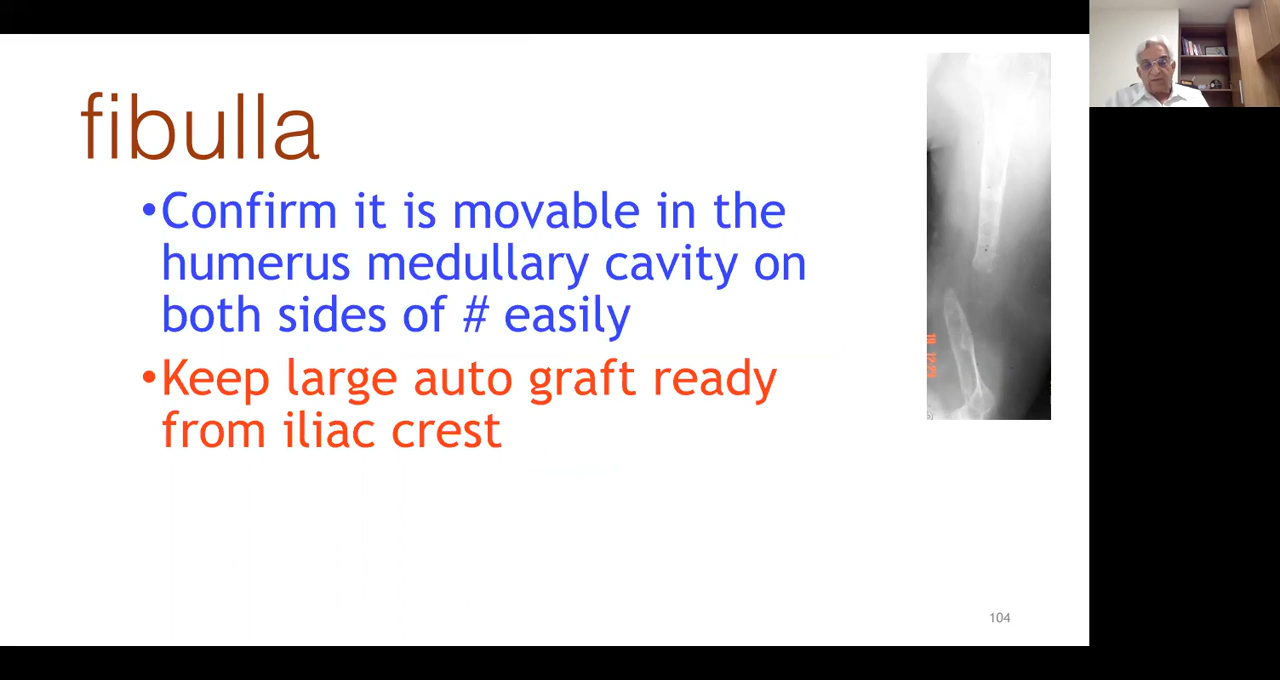 fibulla
•Confirm it is movable in the
humerus medullary cavity on
both sides of # easily
•Keep large auto graft ready
from iliac crest
104